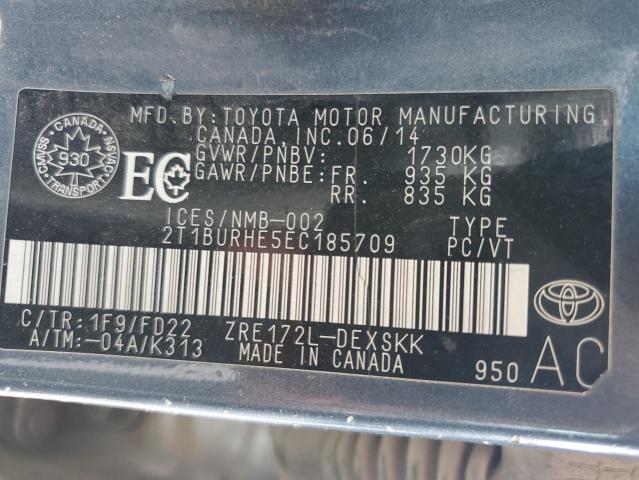 MFD. BY: TOYOTA MOTOR MANUFACTURING,
CANADA, INC. 06/14
GVWR/PNBV: 1730KG
GAWR/PNBE: FR. 935 KG
RR. 835 KG
CANADA
CMVSS
NSVAC
930
TRANSPORT
EC
ICES/NMB-002 TYPE
2T1BURHE5EC185709 PC/VT
C/TR: 1F9/FD22 ZRE172L-DEXSKK
A/TM: -04A/K313 MADE IN CANADA
950 AC